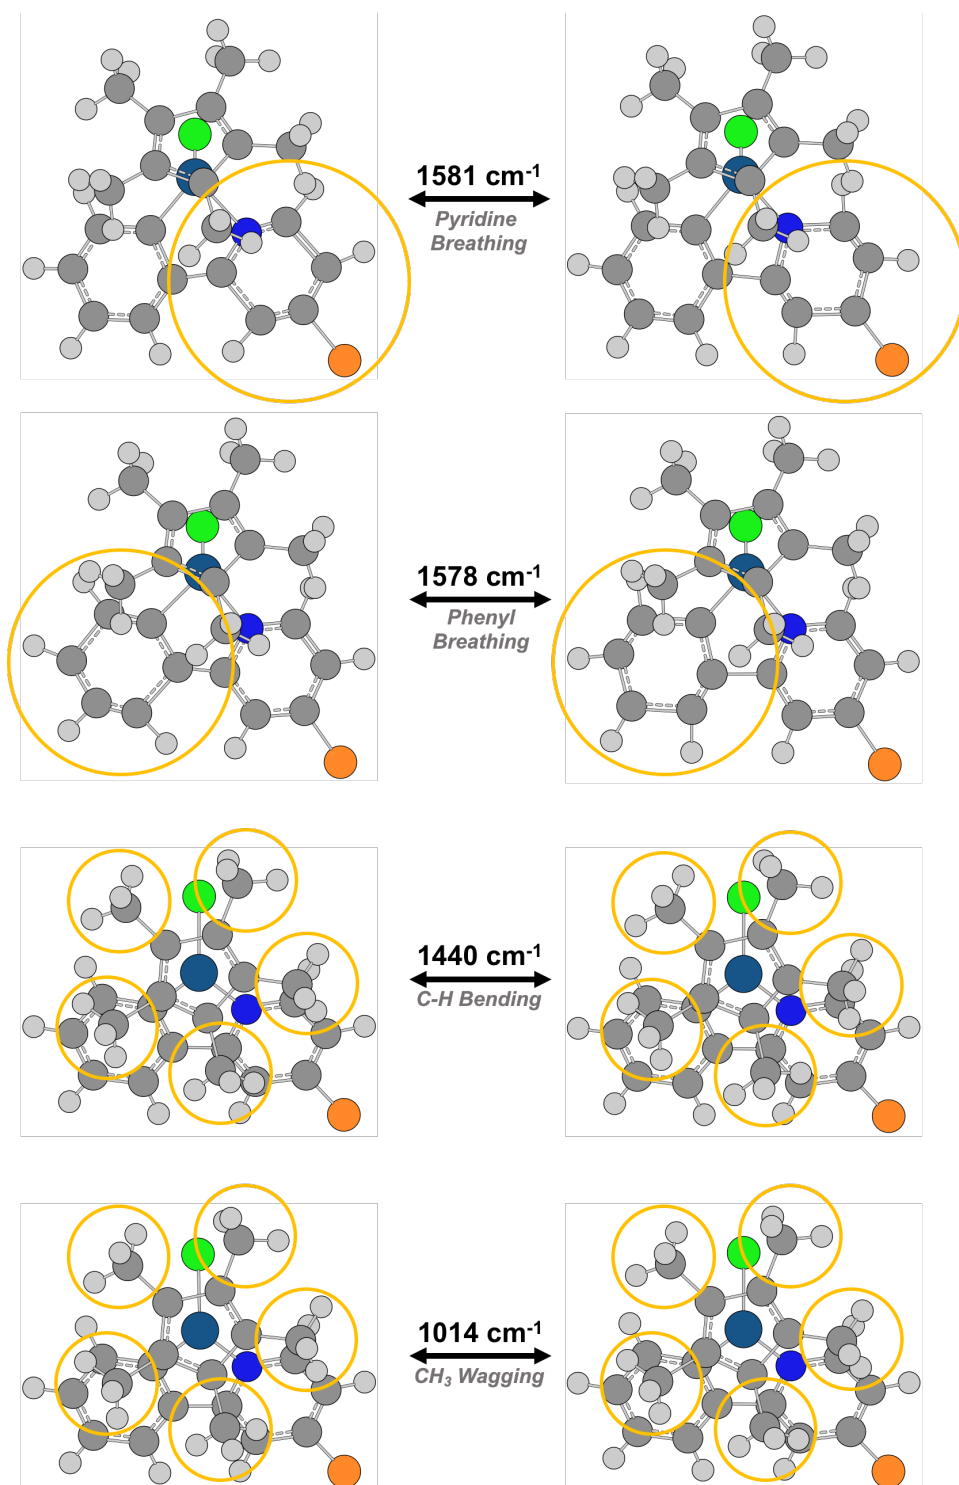 1581 cm-1
Pyridine
Breathing
1578 cm-1
Phenyl
Breathing
1440 cm-1
C-H Bending
1014 cm-1
CH3 Wagging